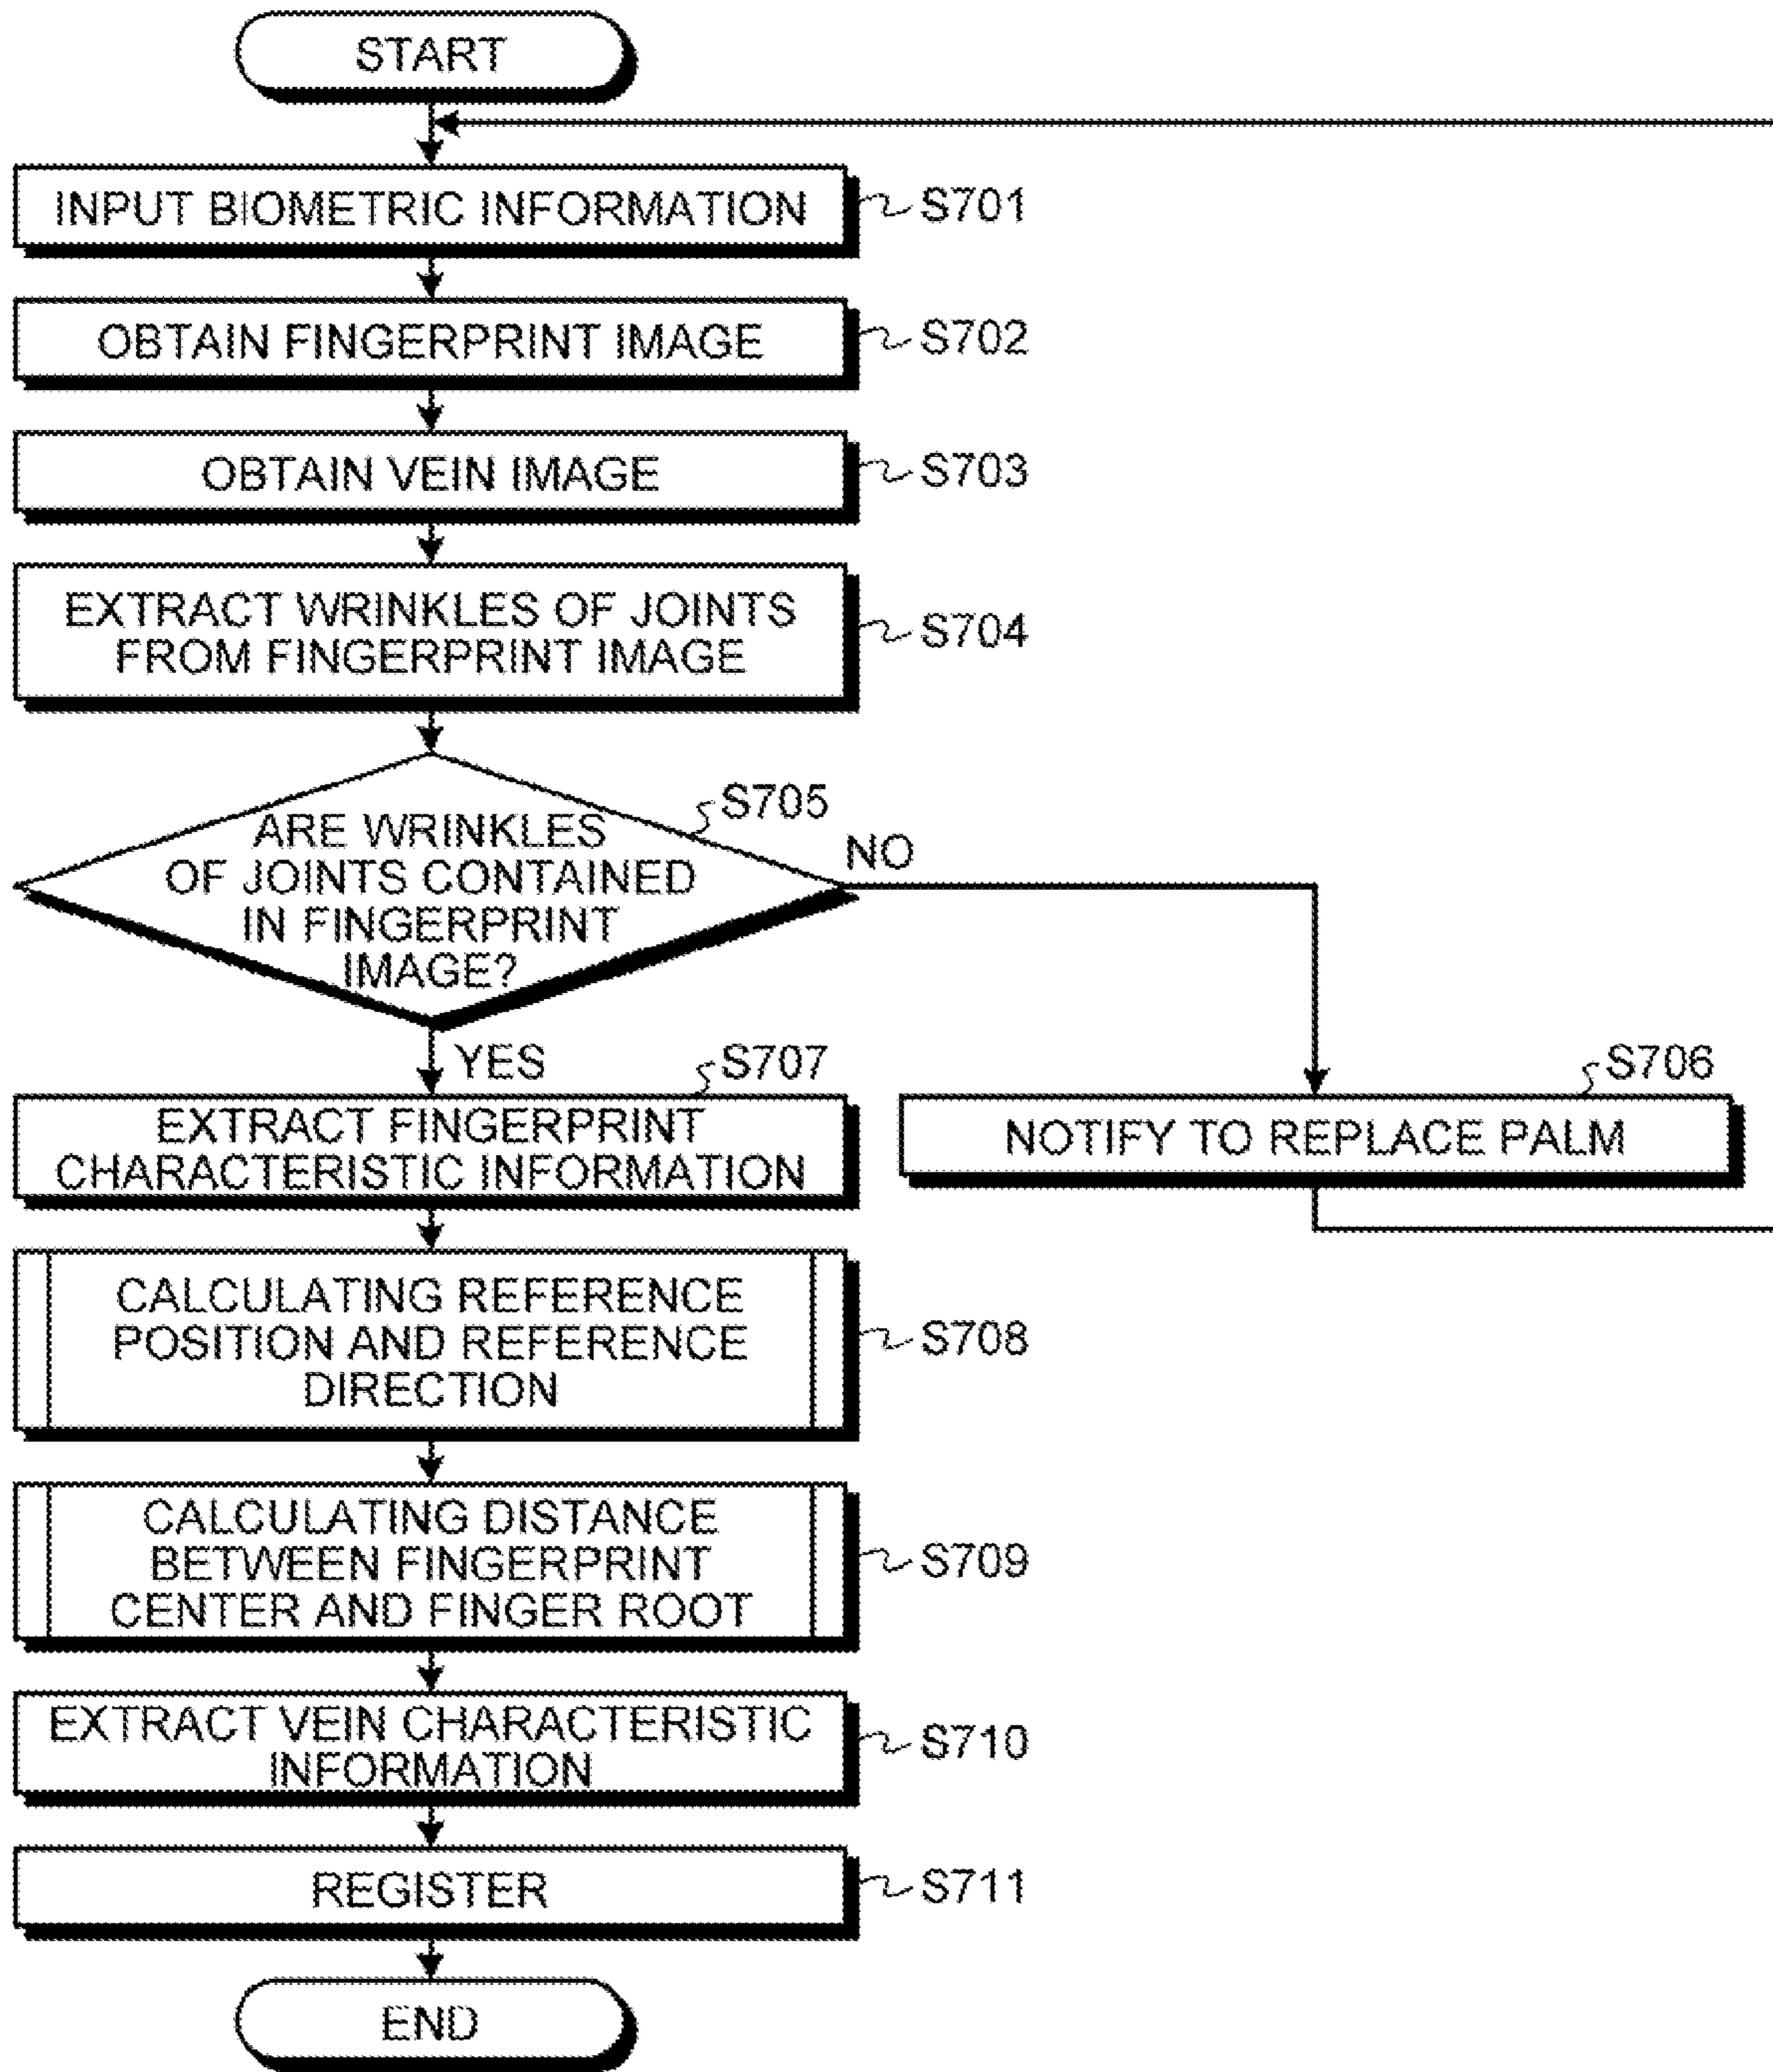 START
INPUT BIOMETRIC INFORMATION
S701
OBTAIN FINGERPRINT IMAGE
S702
OBTAIN VEIN IMAGE
S703
EXTRACT WRINKLES OF JOINTS
FROM FINGERPRINT IMAGE
S704
S705
ARE WRINKLES
OF JOINTS CONTAINED
IN FINGERPRINT
IMAGE?
NO
YES
S707
EXTRACT FINGERPRINT
CHARACTERISTIC INFORMATION
S706
NOTIFY TO REPLACE PALM
CALCULATING REFERENCE
POSITION AND REFERENCE
DIRECTION
S708
CALCULATING DISTANCE
BETWEEN FINGERPRINT
CENTER AND FINGER ROOT
S709
EXTRACT VEIN CHARACTERISTIC
INFORMATION
S710
REGISTER
S711
END